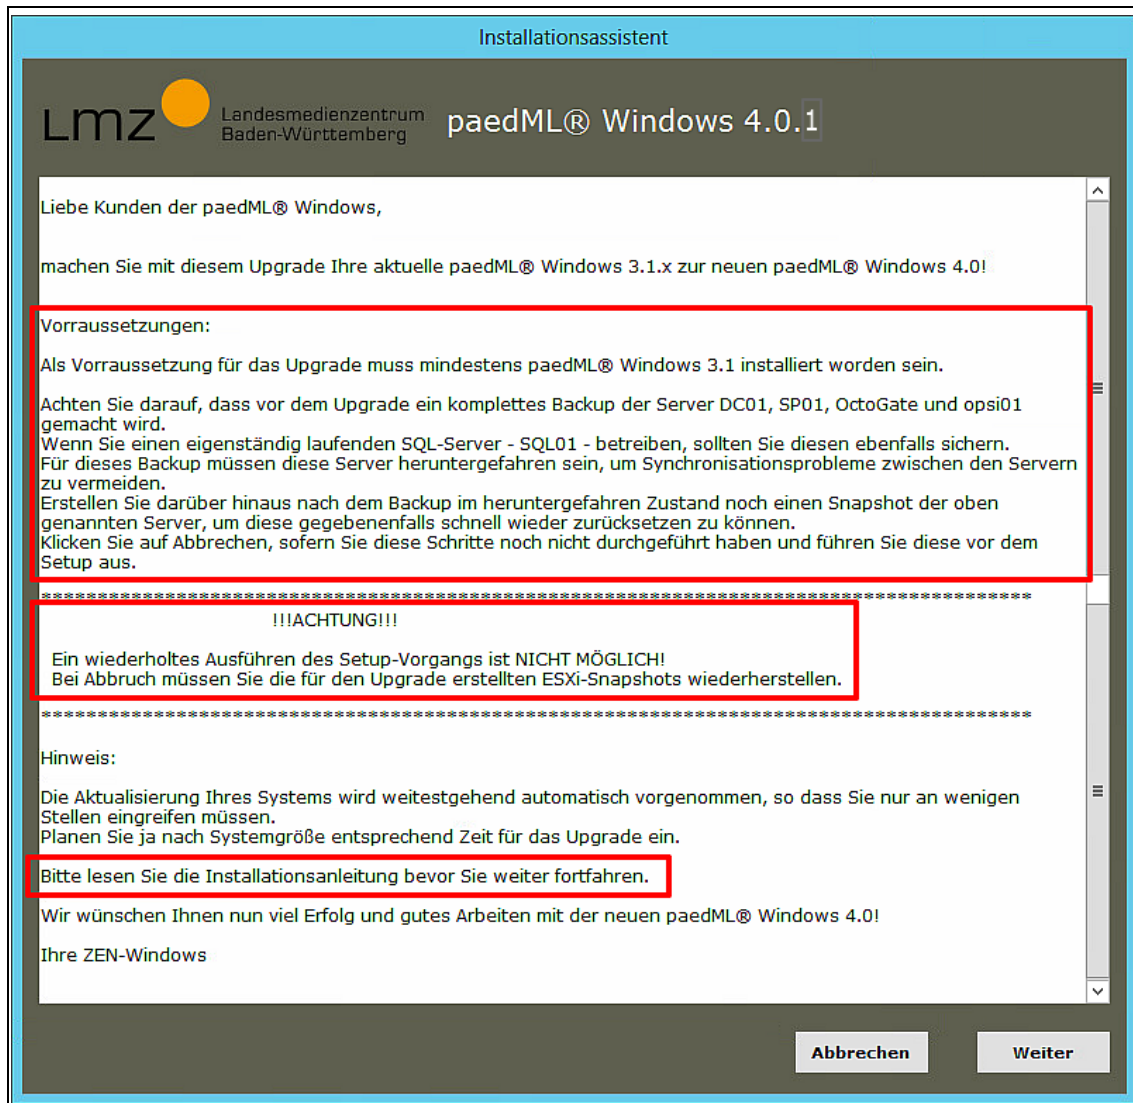 Installationsassistent
Lmz
Landesmedienzentrum
Baden-Württemberg
paedML® Windows 4.0.1
Liebe Kunden der paedML® Windows,
machen Sie mit diesem Upgrade Ihre aktuelle paedML® Windows 3.1.x zur neuen paedML® Windows 4.0!
Vorraussetzungen:
Als Vorraussetzung für das Upgrade muss mindestens paedML® Windows 3.1 installiert worden sein.
Achten Sie darauf, dass vor dem Upgrade ein komplettes Backup der Server DC01, SP01, OctoGate und opsi01
gemacht wird.
Wenn Sie einen eigenständig laufenden SQL-Server - SQL01 - betreiben, sollten Sie diesen ebenfalls sichern.
Für dieses Backup müssen diese Server heruntergefahren sein, um Synchronisationsprobleme zwischen den Servern
zu vermeiden.
Erstellen Sie darüber hinaus nach dem Backup im heruntergefahren Zustand noch einen Snapshot der oben
genannten Server, um diese gegebenenfalls schnell wieder zurücksetzen zu können.
Klicken Sie auf Abbrechen, sofern Sie diese Schritte noch nicht durchgeführt haben und führen Sie diese vor dem
Setup aus.
****************************************************************************************
!!!ACHTUNG!!!
Ein wiederholtes Ausführen des Setup-Vorgangs ist NICHT MÖGLICH!
Bei Abbruch müssen Sie die für den Upgrade erstellten ESXi-Snapshots wiederherstellen.
****************************************************************************************
Hinweis:
Die Aktualisierung Ihres Systems wird weitestgehend automatisch vorgenommen, so dass Sie nur an wenigen
Stellen eingreifen müssen.
Planen Sie ja nach Systemgröße entsprechend Zeit für das Upgrade ein.
Bitte lesen Sie die Installationsanleitung bevor Sie weiter fortfahren.
Wir wünschen Ihnen nun viel Erfolg und gutes Arbeiten mit der neuen paedML® Windows 4.0!
Ihre ZEN-Windows
Abbrechen
Weiter